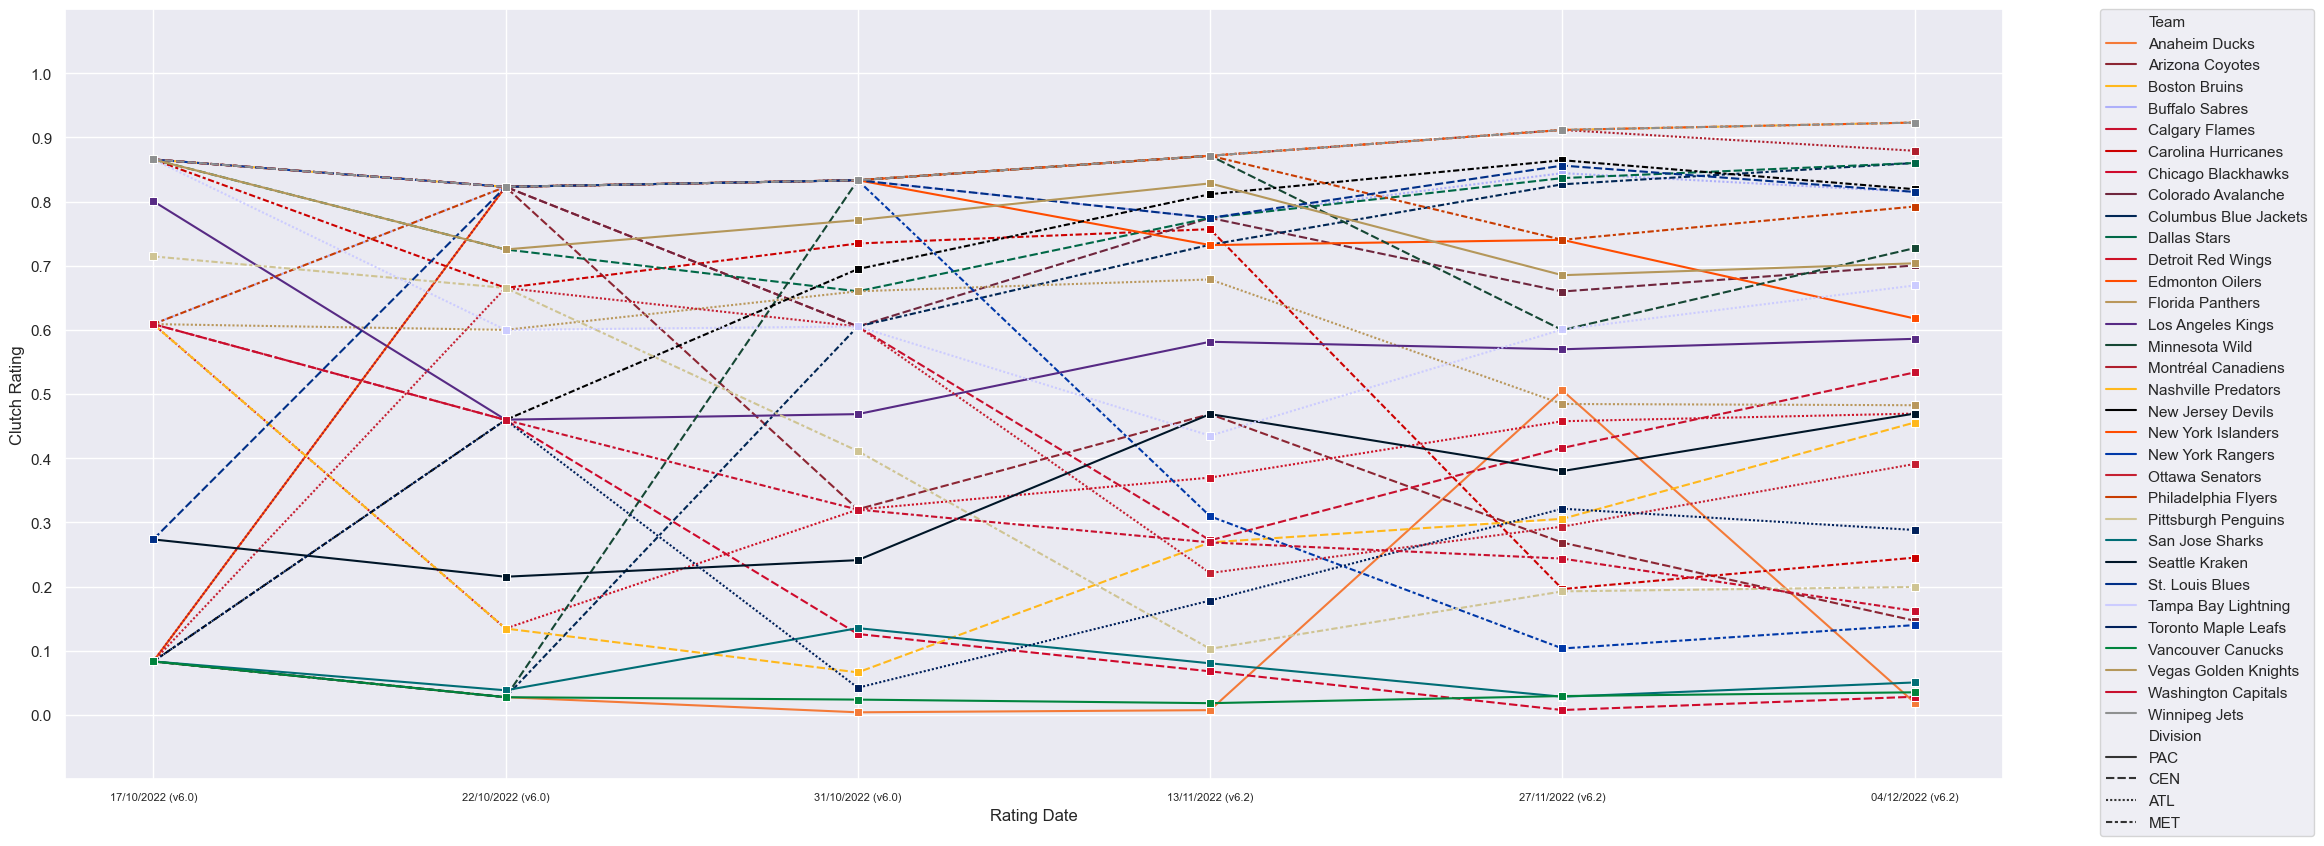 1.0
0.9
0.8
0.7
0.6
0.5
0.4
0.3
0.2
0.1
0.0
Clutch Rating
17/10/2022 (v6.0)
22/10/2022 (v6.0)
31/10/2022 (v6.0)
13/11/2022 (v6.2)
27/11/2022 (v6.2)
04/12/2022 (v6.2)
Rating Date
Team
Anaheim Ducks
Arizona Coyotes
Boston Bruins
Buffalo Sabres
Calgary Flames
Carolina Hurricanes
Chicago Blackhawks
Colorado Avalanche
Columbus Blue Jackets
Dallas Stars
Detroit Red Wings
Edmonton Oilers
Florida Panthers
Los Angeles Kings
Minnesota Wild
Montréal Canadiens
Nashville Predators
New Jersey Devils
New York Islanders
New York Rangers
Ottawa Senators
Philadelphia Flyers
Pittsburgh Penguins
San Jose Sharks
Seattle Kraken
St. Louis Blues
Tampa Bay Lightning
Toronto Maple Leafs
Vancouver Canucks
Vegas Golden Knights
Washington Capitals
Winnipeg Jets
Division
PAC
CEN
ATL
MET